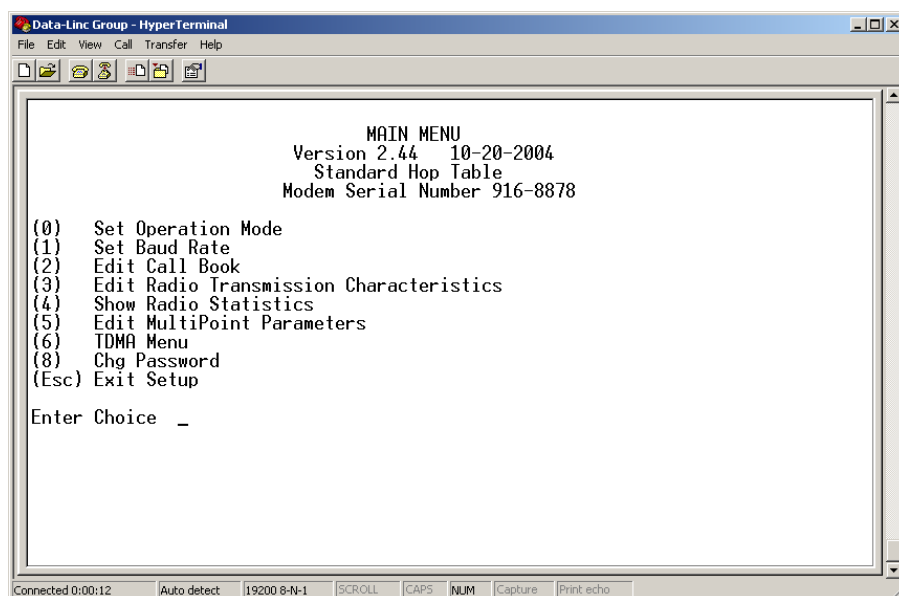 Data-Linc Group - HyperTerminal
File Edit View Call Transfer Help
MAIN MENU
Version 2.44 10-20-2004
Standard Hop Table
Modem Serial Number 916-8878
(0) Set Operation Mode
(1) Set Baud Rate
(2) Edit Call Book
(3) Edit Radio Transmission Characteristics
(4) Show Radio Statistics
(5) Edit MultiPoint Parameters
(6) TDMA Menu
(8) Chg Password
(Esc) Exit Setup
Enter Choice _
Connected 0:00:12 Auto detect 19200 8-N-1 SCROLL CAPS NUM Capture Print echo